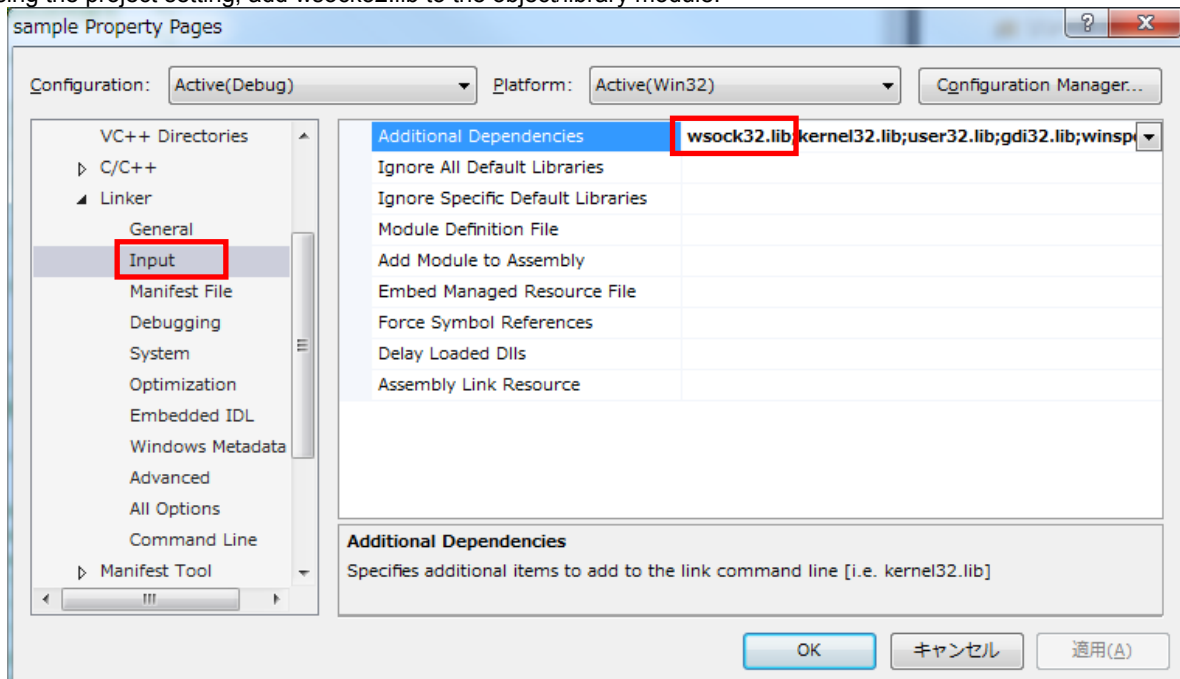 sample Property Pages
Configuration: Active(Debug) Platform: Active(Win32) Configuration Manager...
VC++ Directories
C/C++
Linker
General
Input
Manifest File
Debugging
System
Optimization
Embedded IDL
Windows Metadata
Advanced
All Options
Command Line
Manifest Tool
Additional Dependencies wsock32.lib;kernel32.lib;user32.lib;gdi32.lib;winsp
Ignore All Default Libraries
Ignore Specific Default Libraries
Module Definition File
Add Module to Assembly
Embed Managed Resource File
Force Symbol References
Delay Loaded Dlls
Assembly Link Resource
Additional Dependencies
Specifies additional items to add to the link command line [i.e. kernel32.lib]
OK キャンセル 適用(A)